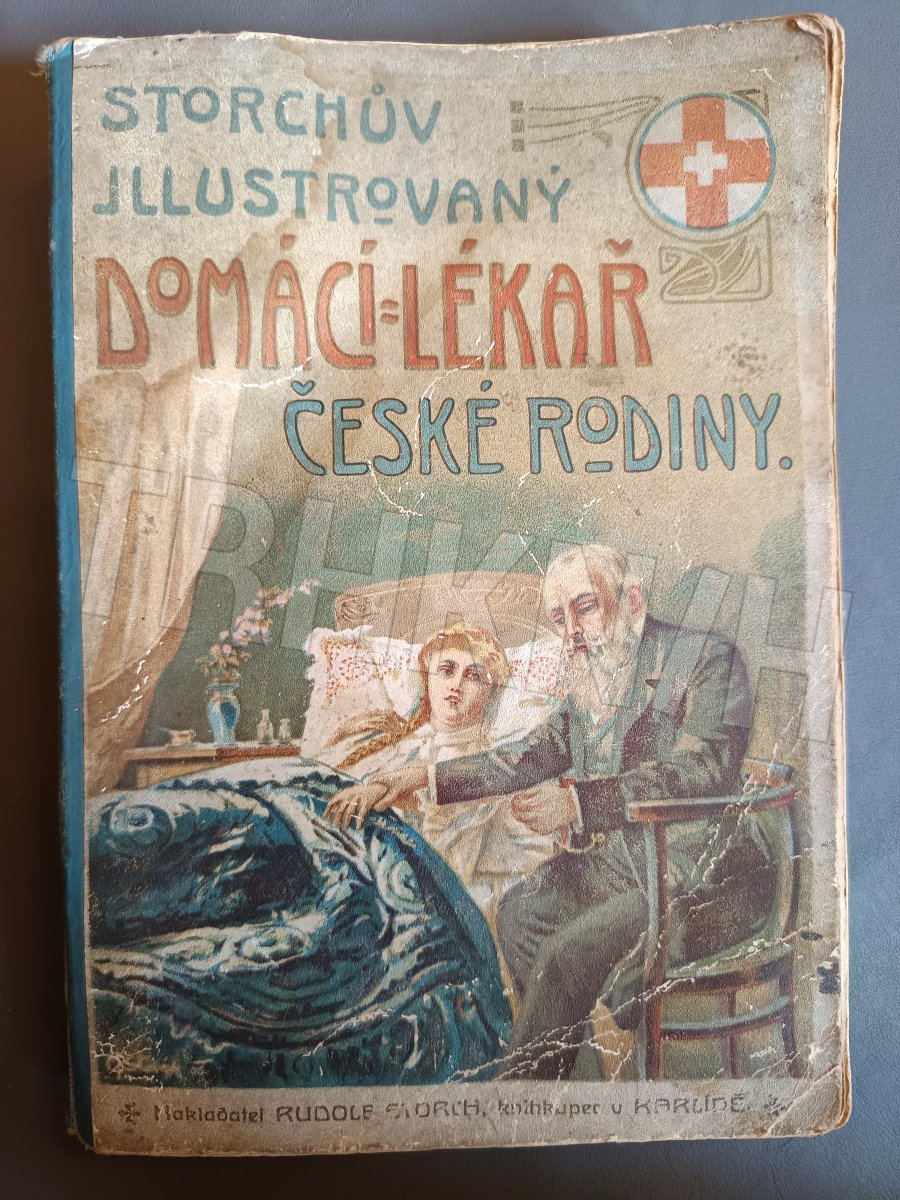 STORCHŮV
JLLUSTROVANÝ
DOMÁCÍ=LÉKAŘ
ČESKÉ RODINY.
Nakladatel RUDOLF STORCH, knihkupec v KARLÍNĚ.